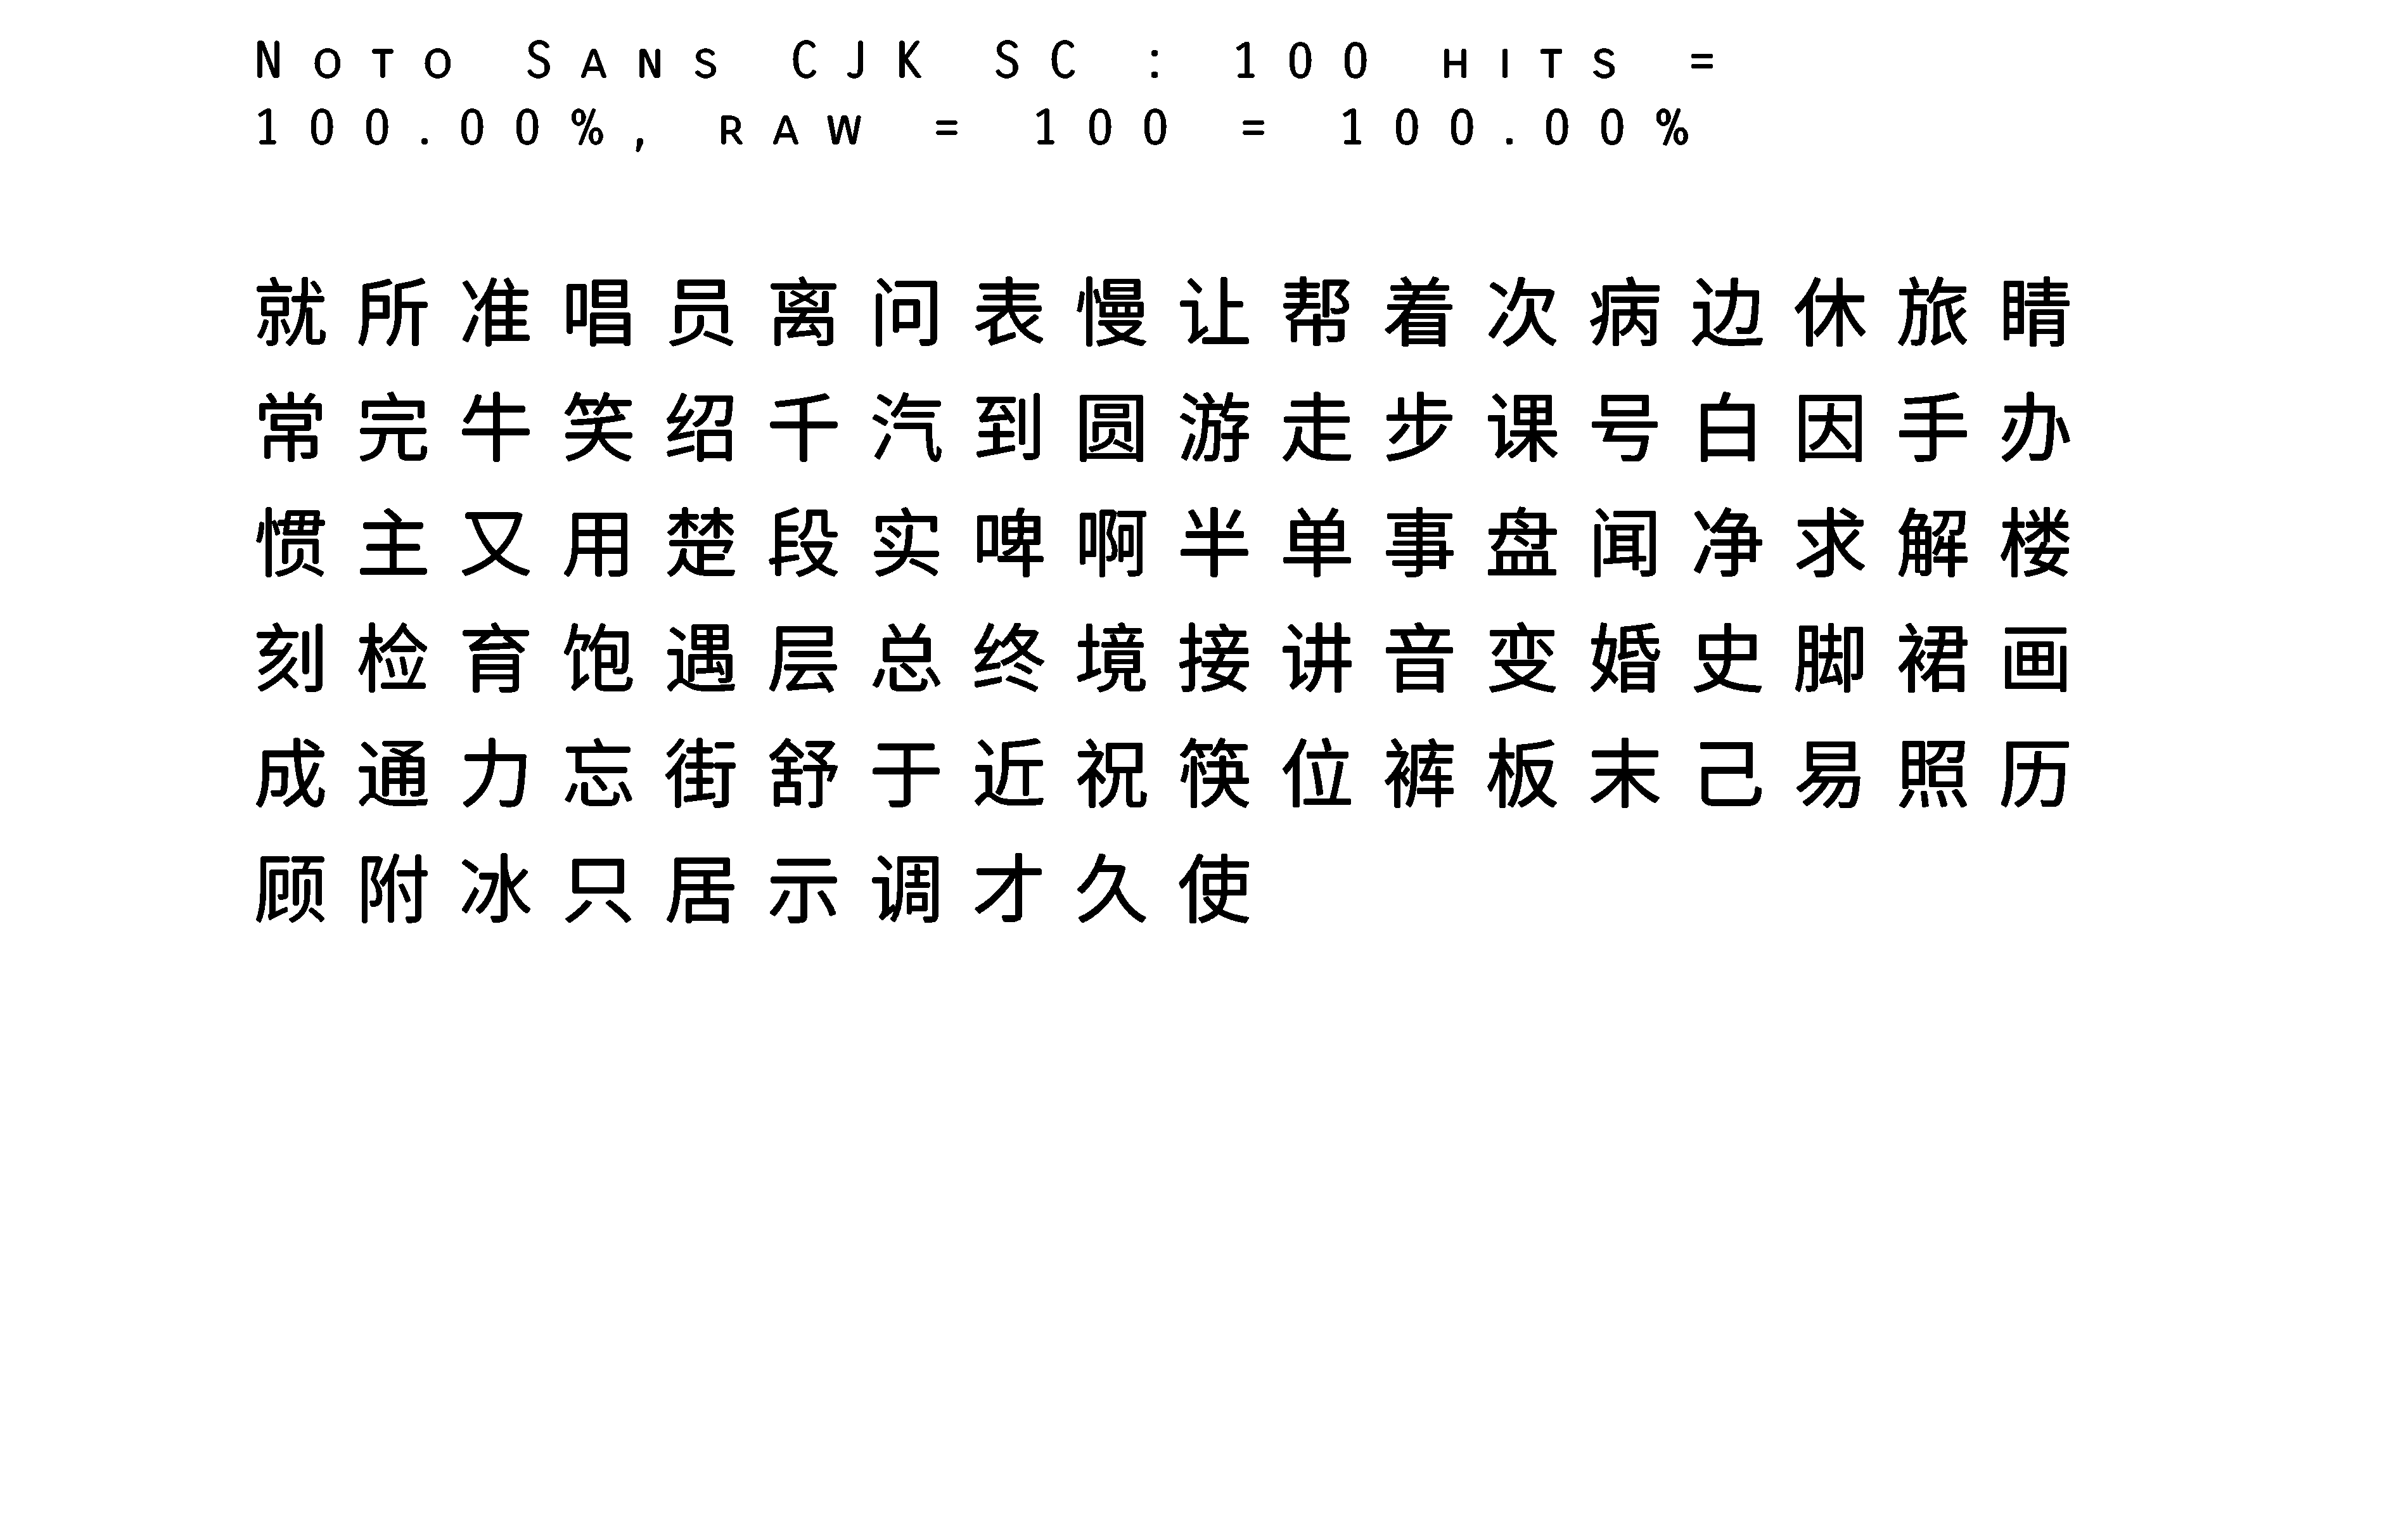 Noto Sans CJK SC : 100 hits =
100.00%, raw = 100 = 100.00%
就所准唱员离问表慢让帮着次病边休旅睛
常完牛笑绍千汽到圆游走步课号白因手办
惯主又用楚段实啤啊半单事盘闻净求解楼
刻检育饱遇层总终境接讲音变婚史脚裙画
成通力忘街舒于近祝筷位裤板末己易照历
顾附冰只居示调才久使